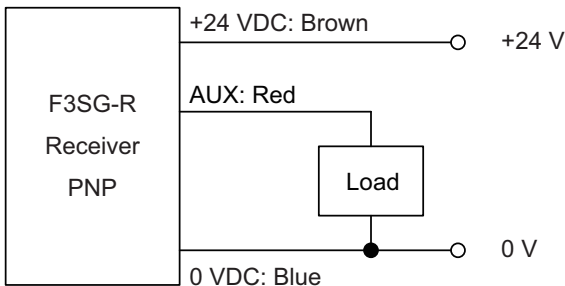 +24 VDC: Brown
+24 V
F3SG-R
Receiver
PNP
AUX: Red
Load
0 V
0 VDC: Blue